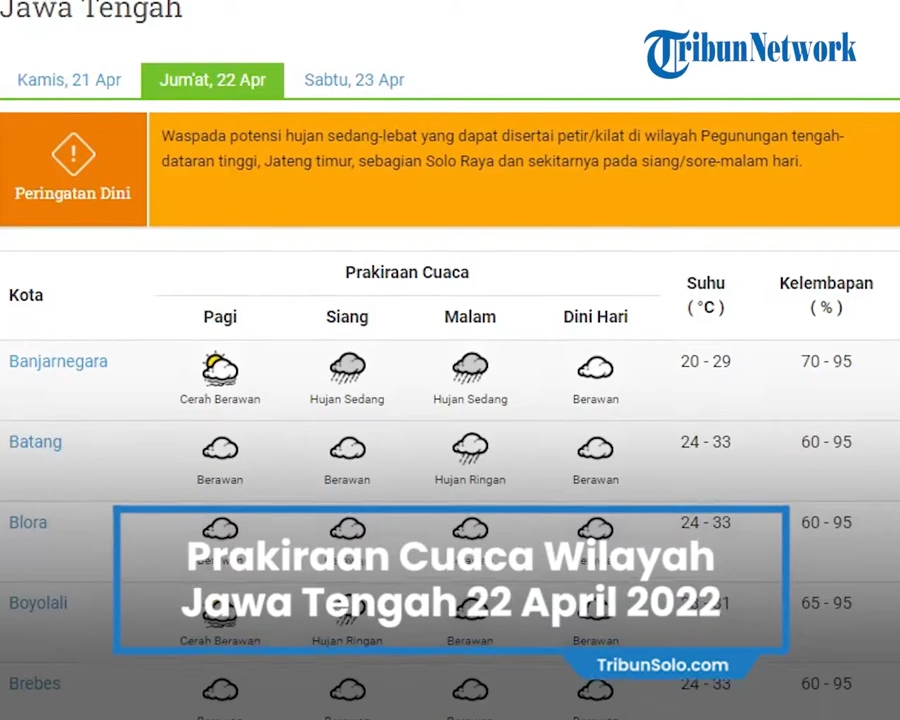 Jawa Tengah
TribunNetwork
Kamis, 21 Apr
Jum'at, 22 Apr
Sabtu, 23 Apr
Waspada potensi hujan sedang-lebat yang dapat disertai petir/kilat di wilayah Pegunungan tengah-
dataran tinggi, Jateng timur, sebagian Solo Raya dan sekitarnya pada siang/sore-malam hari.
!
Peringatan Dini
Kota
Prakiraan Cuaca
Suhu
( °C )
Kelembapan
( % )
Pagi
Siang
Malam
Dini Hari
Banjarnegara
20 - 29
70 - 95
Cerah Berawan
Hujan Sedang
Hujan Sedang
Berawan
Batang
24 - 33
60 - 95
Berawan
Berawan
Hujan Ringan
Berawan
Blora
24 - 33
60 - 95
Prakiraan Cuaca Wilayah
Jawa Tengah 22 April 2022
Boyolali
65 - 95
Cerah Berawan
Hujan Ringan
Berawan
Berawan
TribunSolo.com
Brebes
24 - 33
60 - 95